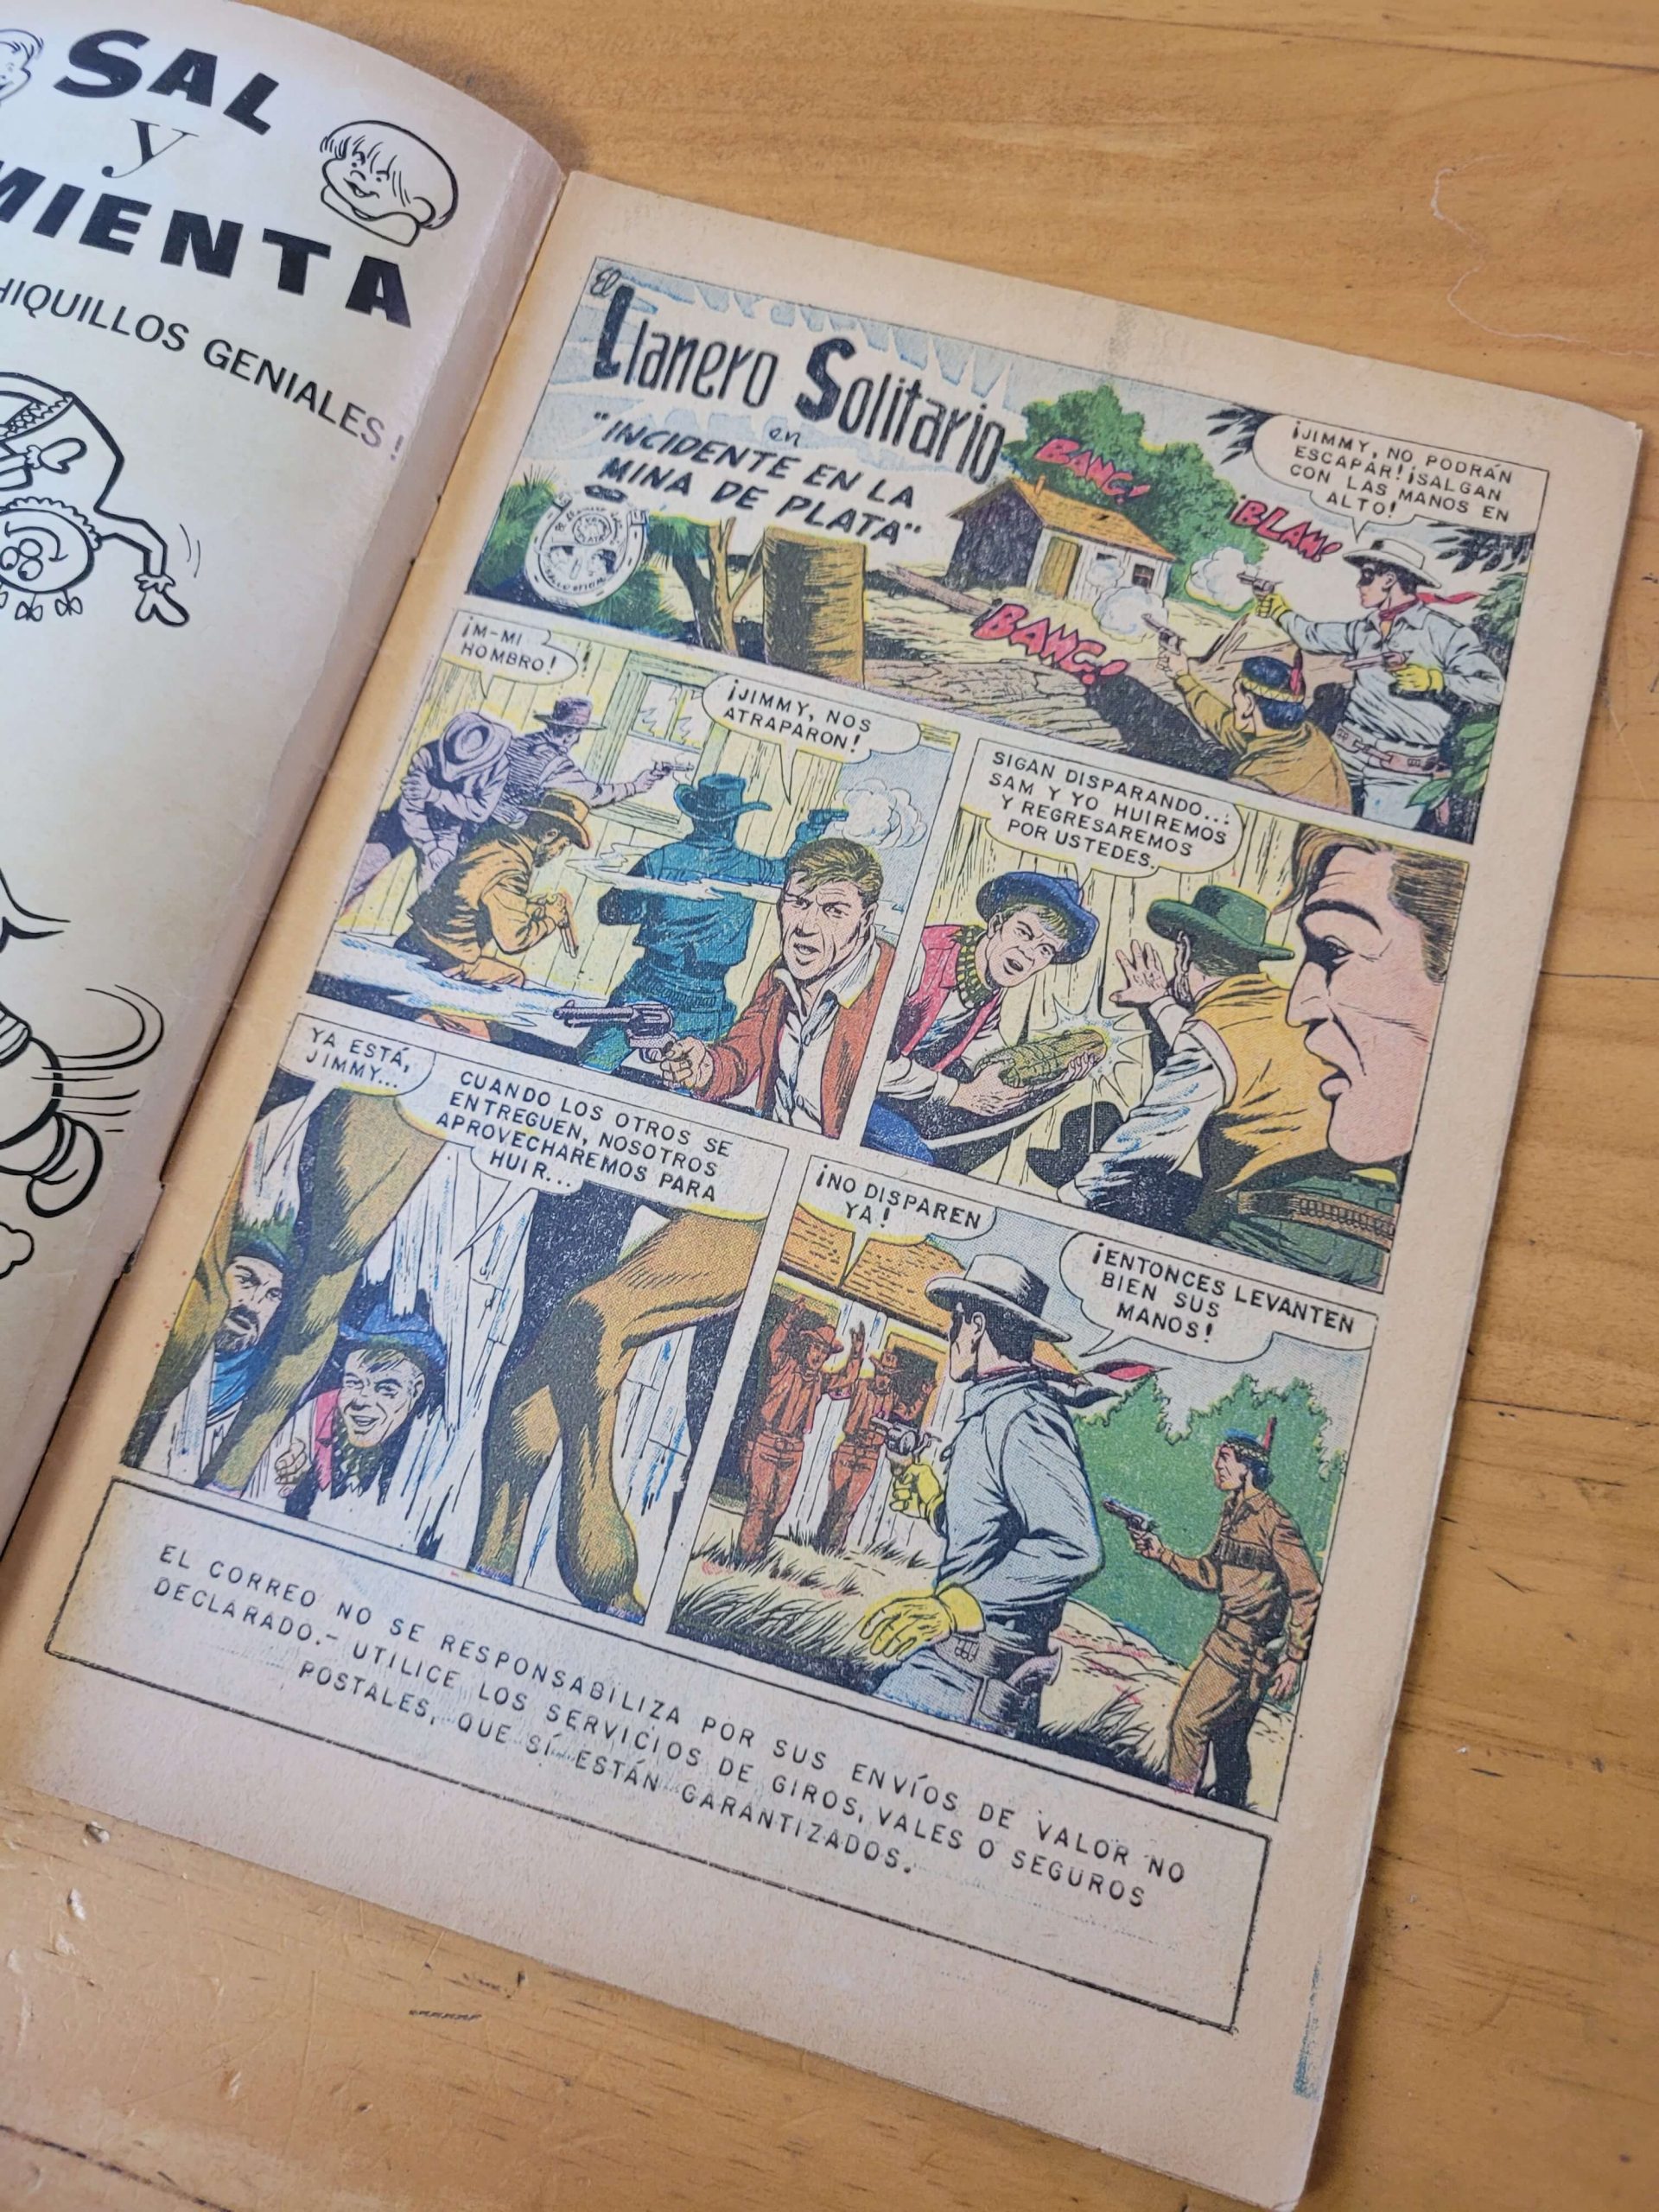 SAL
y
MIENTA
HIQUILLOS GENIALES!
El
Llanero Solitario
en
"INCIDENTE EN LA
MINA DE PLATA"
BANG!
¡BLAM!
¡BANG!
¡JIMMY, NO PODRÁN
ESCAPAR! ¡SALGAN
CON LAS MANOS EN
ALTO!
¡M-MI
HOMBRO!
¡JIMMY, NOS
ATRAPARON!
SIGAN DISPARANDO...
SAM Y YO HUIREMOS
Y REGRESAREMOS
POR USTEDES.
YA ESTÁ,
JIMMY...
CUANDO LOS OTROS SE
ENTREGUEN, NOSOTROS
APROVECHAREMOS PARA
HUIR...
¡NO DISPAREN
YA!
¡ENTONCES LEVANTEN
BIEN SUS
MANOS!
EL CORREO NO SE RESPONSABILIZA POR SUS ENVÍOS DE VALOR NO
DECLARADO.- UTILICE LOS SERVICIOS DE GIROS, VALES O SEGUROS
POSTALES, QUE SÍ ESTÁN GARANTIZADOS.